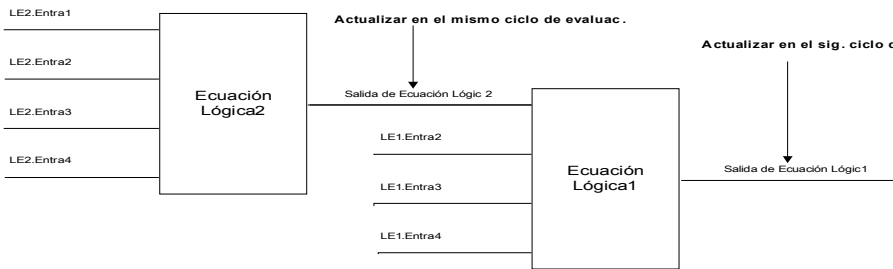 LE2.Entra1
LE2.Entra2
LE2.Entra3
LE2.Entra4
Ecuación
Lógica2
Actualizar en el mismo ciclo de evaluac.
Salida de Ecuación Lógic 2
LE1.Entra2
LE1.Entra3
LE1.Entra4
Ecuación
Lógica1
Actualizar en el sig. ciclo d
Salida de Ecuación Lógic1